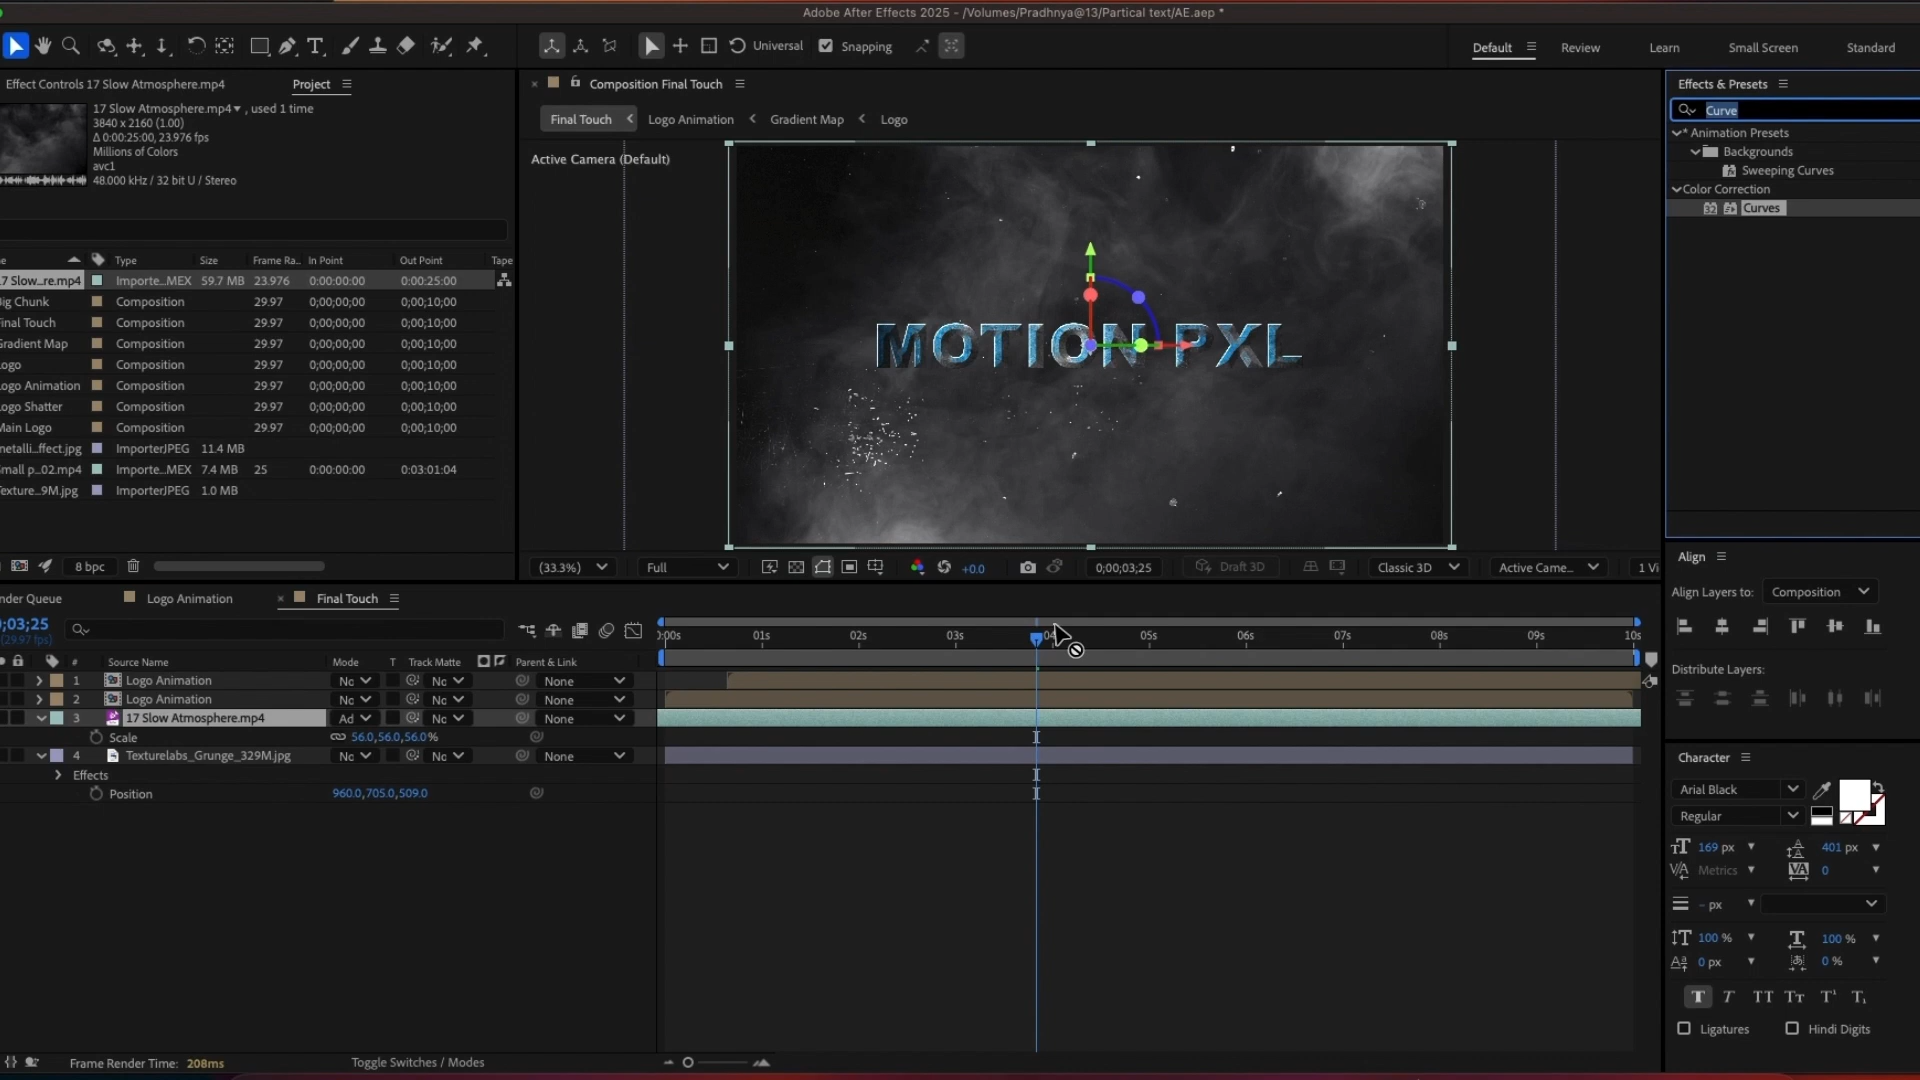 Adobe After Effects 2025 - /Volumes/Pradhnya@13/Partical text/AE.aep *
Universal Snapping
Default Review Learn Small Screen Standard
Effect Controls 17 Slow Atmosphere.mp4 Project
Composition Final Touch
Effects & Presets
17 Slow Atmosphere.mp4 , used 1 time
3840 x 2160 (1.00)
Δ 0:00:25:00, 23.976 fps
Millions of Colors
avc1
48.000 kHz / 32 bit U / Stereo
Final Touch Logo Animation Gradient Map Logo
Active Camera (Default)
Curve
* Animation Presets
Backgrounds
Sweeping Curves
Color Correction
32 Curves
MOTION PXL
e Type Size Frame Ra.. In Point Out Point Tape
17 Slow...re.mp4 Importe...MEX 59.7 MB 23.976 0:00:00:00 0:00:25:00
Big Chunk Composition 29.97 0;00;00;00 0;00;10;00
Final Touch Composition 29.97 0;00;00;00 0;00;10;00
Gradient Map Composition 29.97 0;00;00;00 0;00;10;00
Logo Composition 29.97 0;00;00;00 0;00;10;00
Logo Animation Composition 29.97 0;00;00;00 0;00;10;00
Logo Shatter Composition 29.97 0;00;00;00 0;00;10;00
Main Logo Composition 29.97 0;00;00;00 0;00;10;00
metalli...ffect.jpg ImporterJPEG 11.4 MB
Small p...02.mp4 Importe...MEX 7.4 MB 25 0:00:00:00 0:03:01:04
Texture...9M.jpg ImporterJPEG 1.0 MB
8 bpc
(33.3%) Full +0.0 0;00;03;25 Draft 3D Classic 3D Active Came... 1 Vi
Align
Align Layers to: Composition
Distribute Layers:
nder Queue Logo Animation Final Touch
;03;25
(29.97 fps)
0:00s 01s 02s 03s 04 05s 06s 07s 08s 09s 10s
# Source Name Mode T Track Matte Parent & Link
1 Logo Animation Nc Nc None
2 Logo Animation Nc Nc None
3 17 Slow Atmosphere.mp4 Ad Nc None
Scale 56.0,56.0,56.0%
4 Texturelabs_Grunge_329M.jpg Nc Nc None
Effects
Position 960.0,705.0,509.0
Character
Arial Black
Regular
169 px 401 px
Metrics 0
- px
100 % 100 %
0 px 0 %
T T TT Tт T¹ T₁
Ligatures Hindi Digits
Frame Render Time: 208ms Toggle Switches / Modes